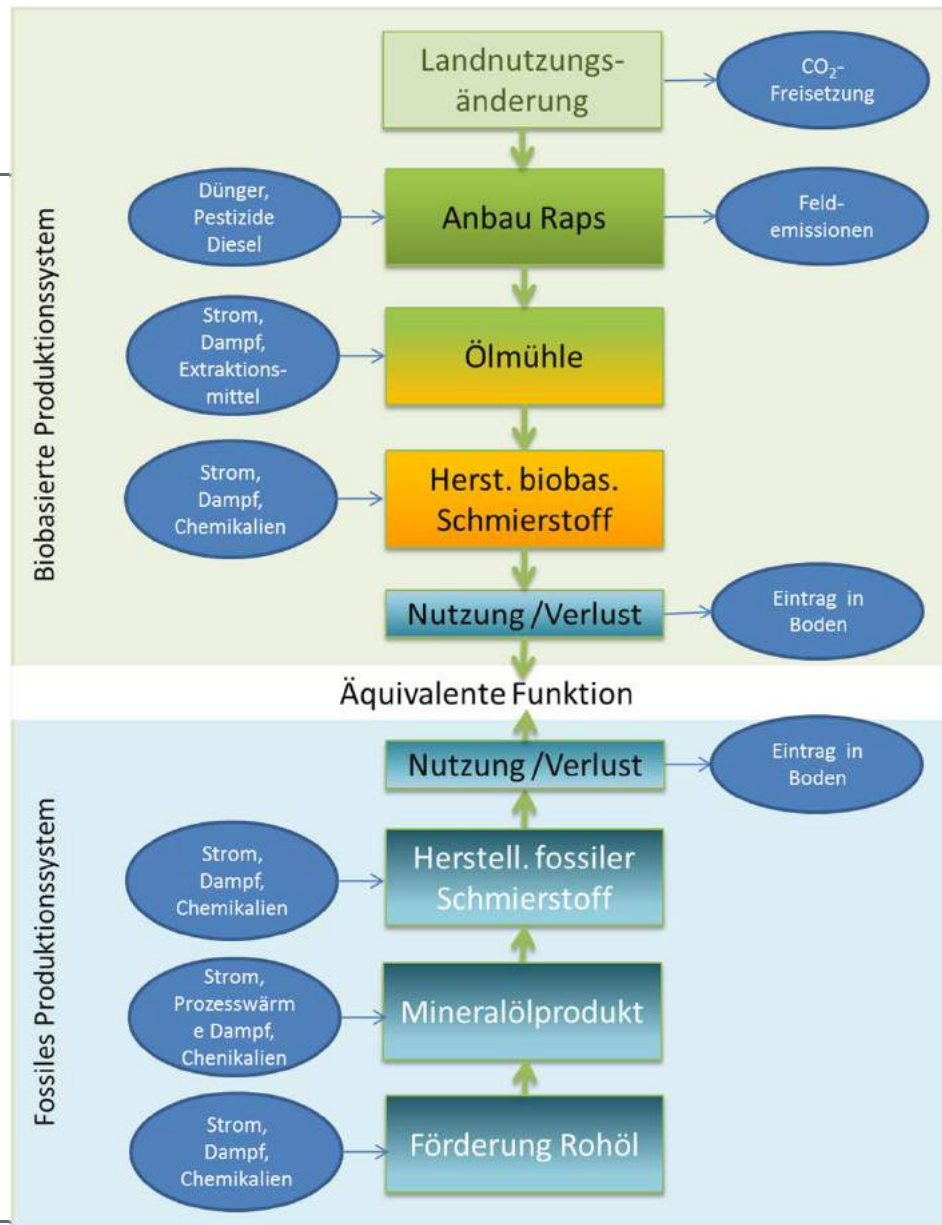 Biobasierte Produktionssystem
Landnutzungs-
änderung
CO₂-
Freisetzung
Dünger,
Pestizide
Diesel
Anbau Raps
Feld-
emissionen
Strom,
Dampf,
Extraktions-
mittel
Ölmühle
Strom,
Dampf,
Chemikalien
Herst. biobas.
Schmierstoff
Nutzung /Verlust
Eintrag in
Boden
Äquivalente Funktion
Fossiles Produktionssystem
Nutzung /Verlust
Eintrag in
Boden
Strom,
Dampf,
Chemikalien
Herstell. fossiler
Schmierstoff
Strom,
Prozesswärm
e Dampf,
Chenikalien
Mineralölprodukt
Strom,
Dampf,
Chemikalien
Förderung Rohöl